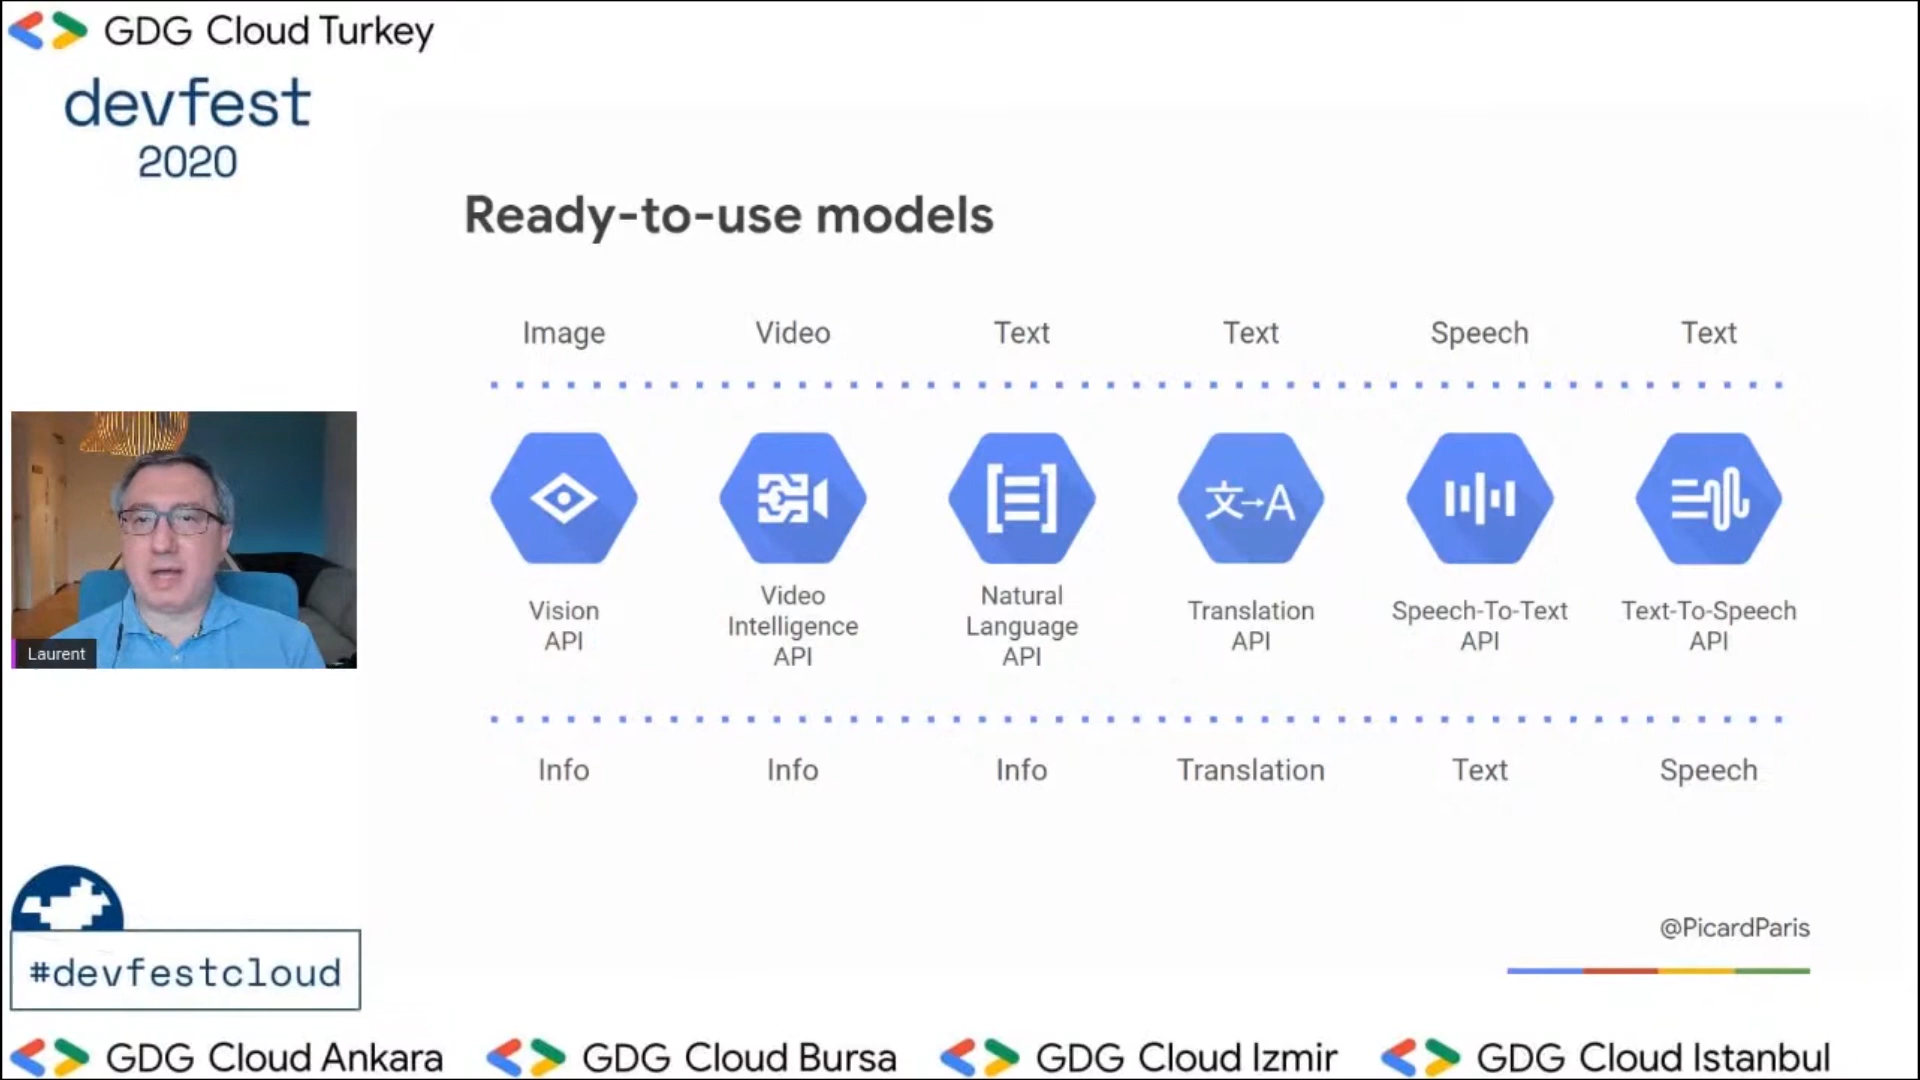 GDG Cloud Turkey
devfest
2020
Ready-to-use models
Image Video Text Text Speech Text
文→A
Vision
API
Video
Intelligence
API
Natural
Language
API
Translation
API
Speech-To-Text
API
Text-To-Speech
API
Info Info Info Translation Text Speech
Laurent
@PicardParis
#devfestcloud
GDG Cloud Ankara GDG Cloud Bursa GDG Cloud Izmir GDG Cloud Istanbul